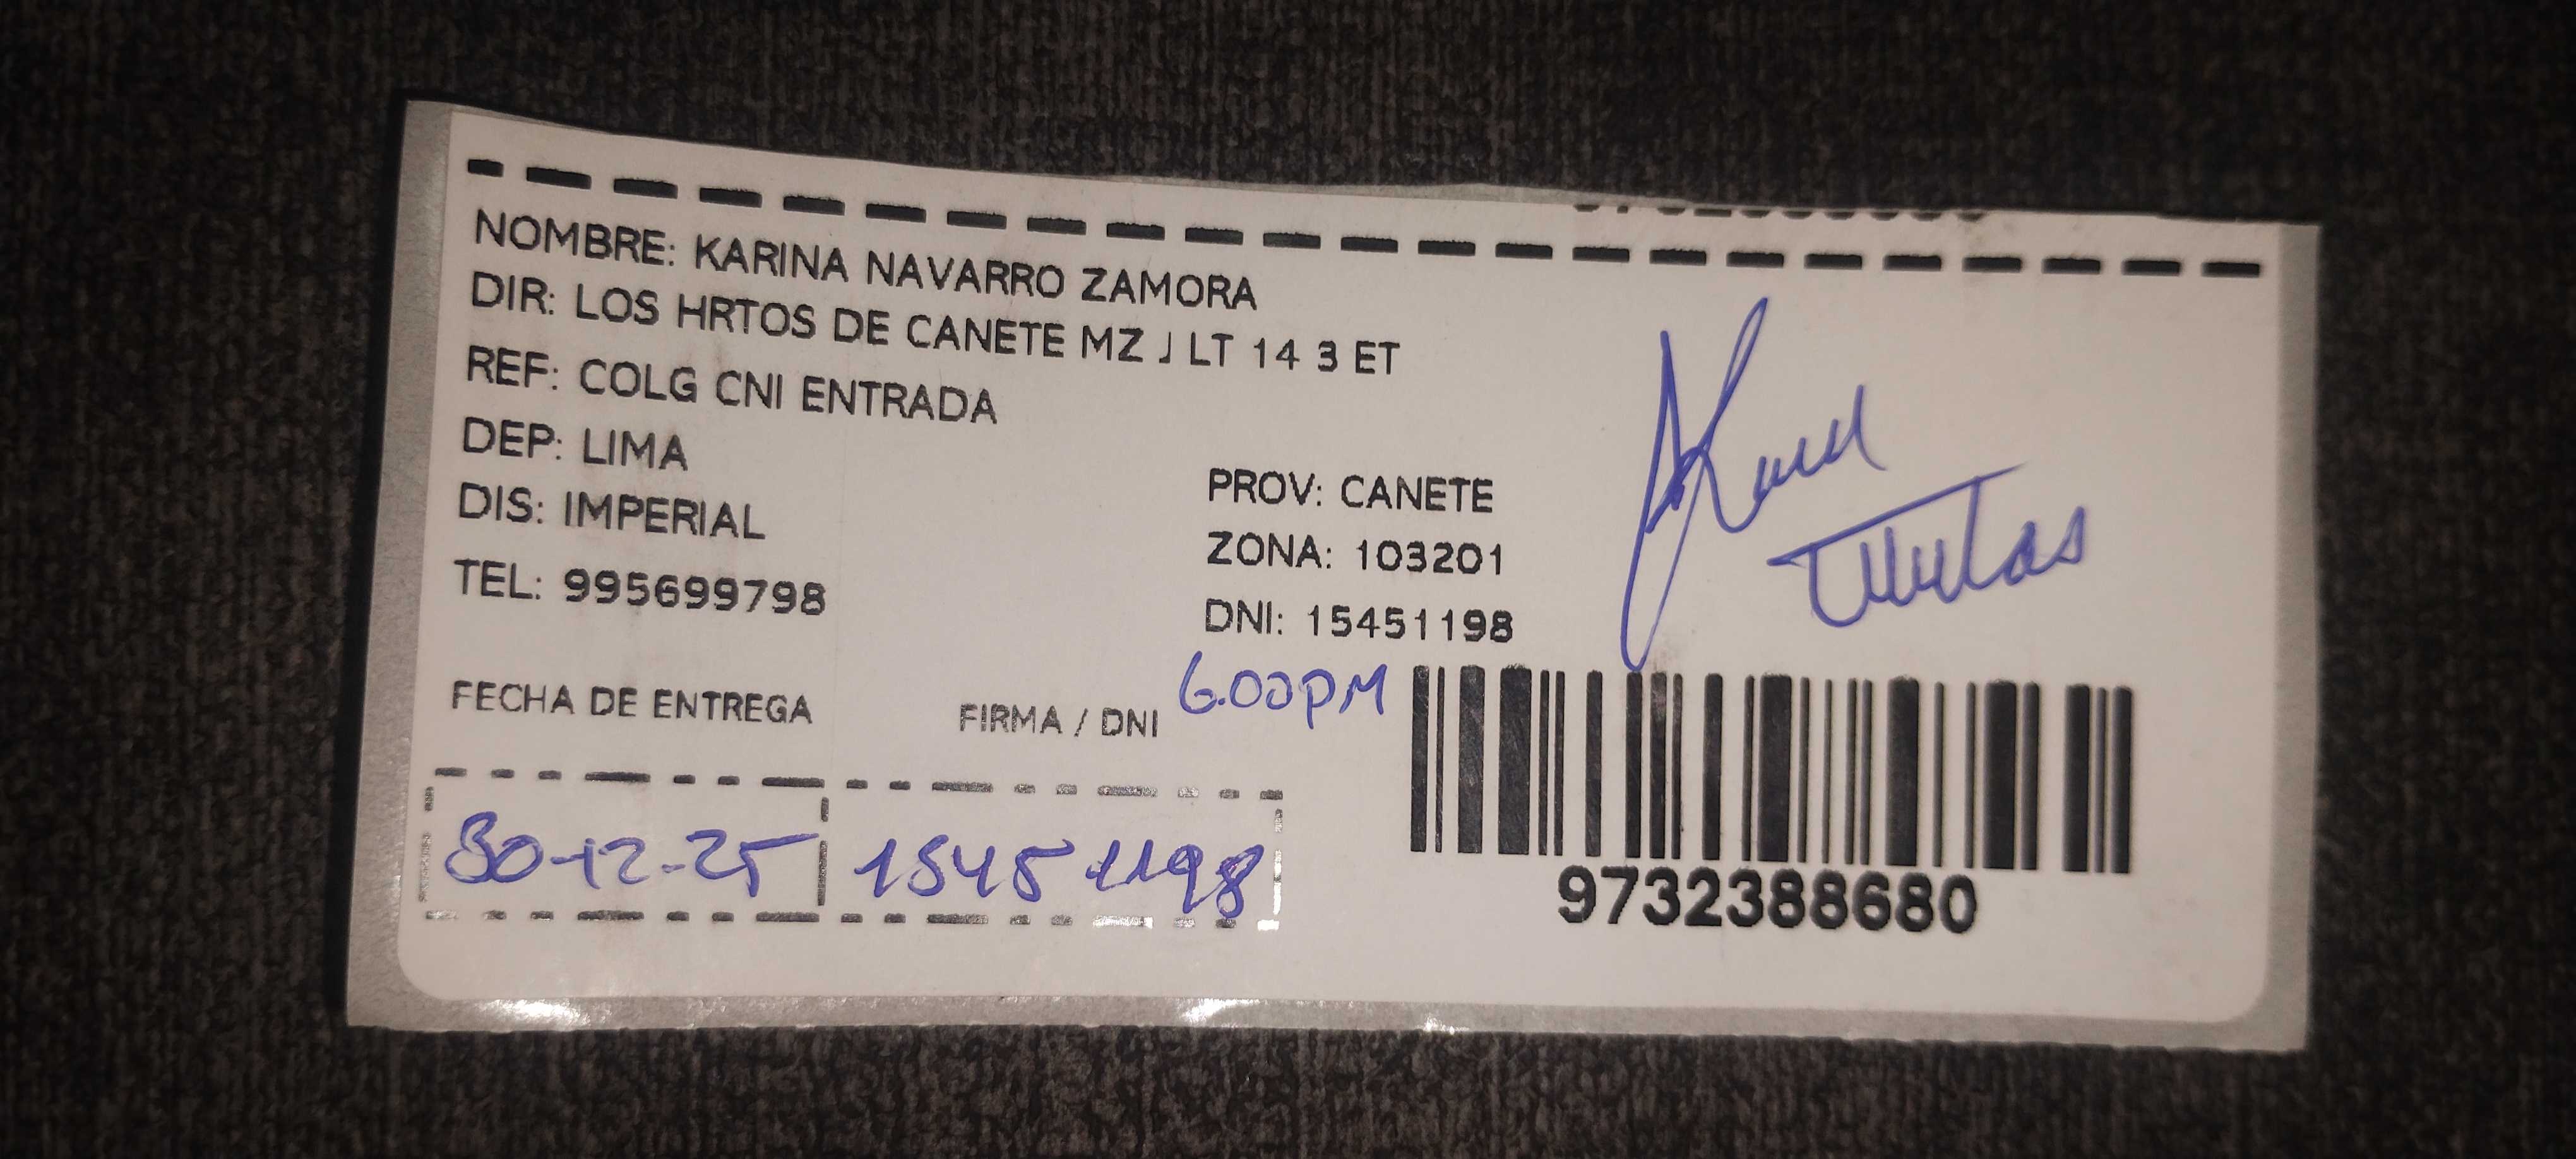 NOMBRE: KARINA NAVARRO ZAMORA
DIR: LOS HRTOS DE CANETE MZ J LT 14 3 ET
REF: COLG CNI ENTRADA
DEP: LIMA
PROV: CANETE
DIS: IMPERIAL
ZONA: 103201
TEL: 995699798
DNI: 15451198
FECHA DE ENTREGA
FIRMA / DNI
6.00PM
30-12-25
15451198
9732388680